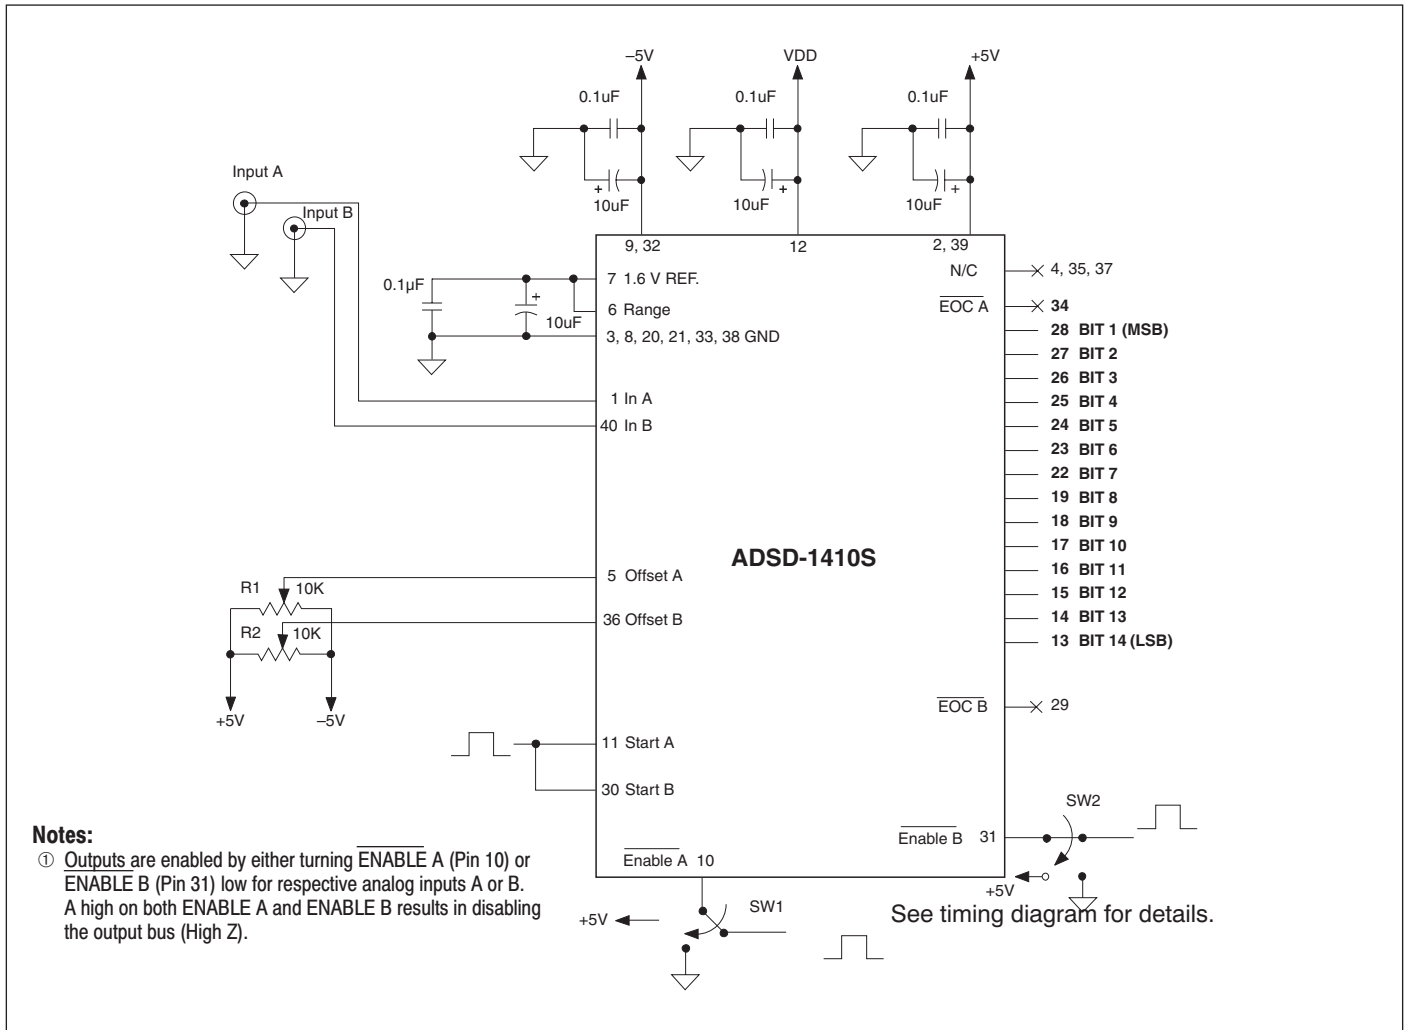 –5V
VDD
+5V
0.1uF
0.1uF
0.1uF
+
10uF
10uF
+
10uF
+
Input A
Input B
9, 32
12
2, 39
7 1.6 V REF.
0.1µF
+
10uF
6 Range
3, 8, 20, 21, 33, 38 GND
1 In A
40 In B
N/C
4, 35, 37
EOC A
34
28 BIT 1 (MSB)
27 BIT 2
26 BIT 3
25 BIT 4
24 BIT 5
23 BIT 6
22 BIT 7
19 BIT 8
18 BIT 9
17 BIT 10
16 BIT 11
15 BIT 12
14 BIT 13
13 BIT 14 (LSB)
ADSD-1410S
R1
10K
5 Offset A
R2
10K
36 Offset B
+5V
–5V
EOC B
29
11 Start A
30 Start B
SW2
Enable B
31
+5V
Enable A 10
SW1
+5V
See timing diagram for details.
Notes:
① Outputs are enabled by either turning ENABLE A (Pin 10) or
ENABLE B (Pin 31) low for respective analog inputs A or B.
A high on both ENABLE A and ENABLE B results in disabling
the output bus (High Z).